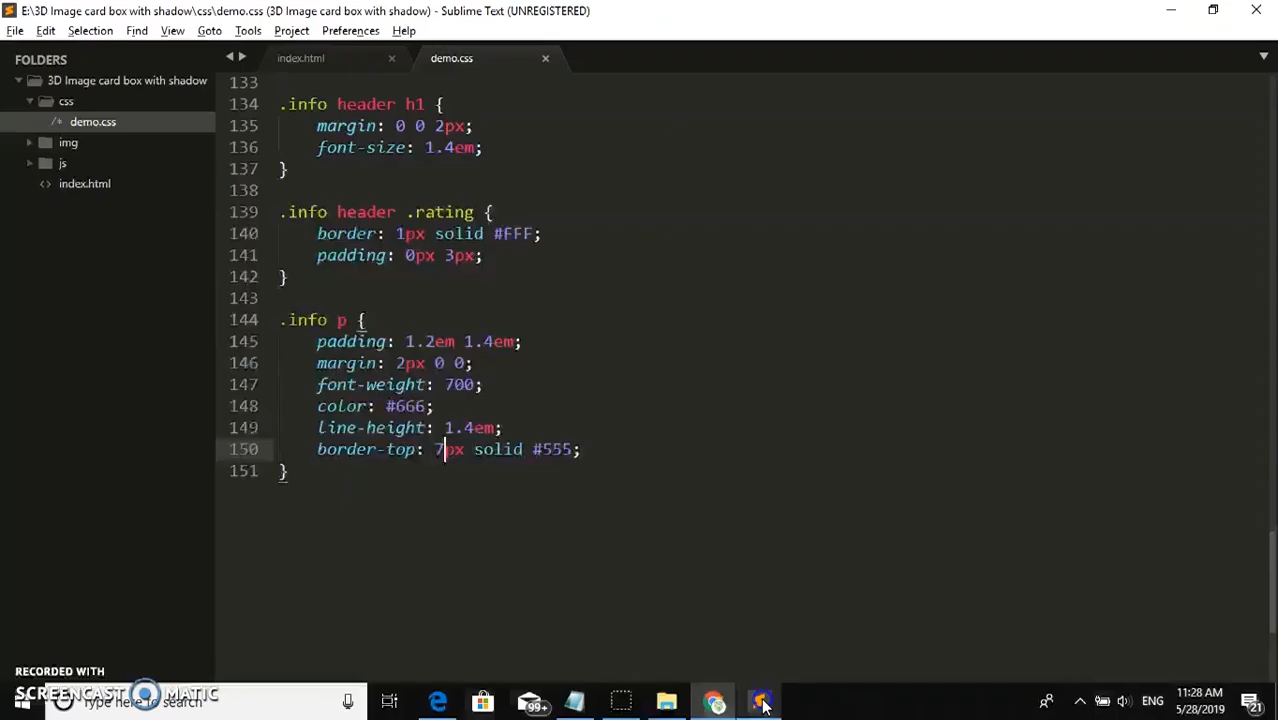 E:\3D Image card box with shadow\css\demo.css (3D Image card box with shadow) - Sublime Text (UNREGISTERED)
File Edit Selection Find View Goto Tools Project Preferences Help
FOLDERS
3D Image card box with shadow
css
/* demo.css
img
js
<> index.html
index.html × demo.css ×
133
134 .info header h1 {
135 margin: 0 0 2px;
136 font-size: 1.4em;
137 }
138
139 .info header .rating {
140 border: 1px solid #FFF;
141 padding: 0px 3px;
142 }
143
144 .info p {
145 padding: 1.2em 1.4em;
146 margin: 2px 0 0;
147 font-weight: 700;
148 color: #666;
149 line-height: 1.4em;
150 border-top: 7px solid #555;
151 }
RECORDED WITH
SCREENCAST MATIC
Type here to search
99+
ENG
11:28 AM
5/28/2019
21